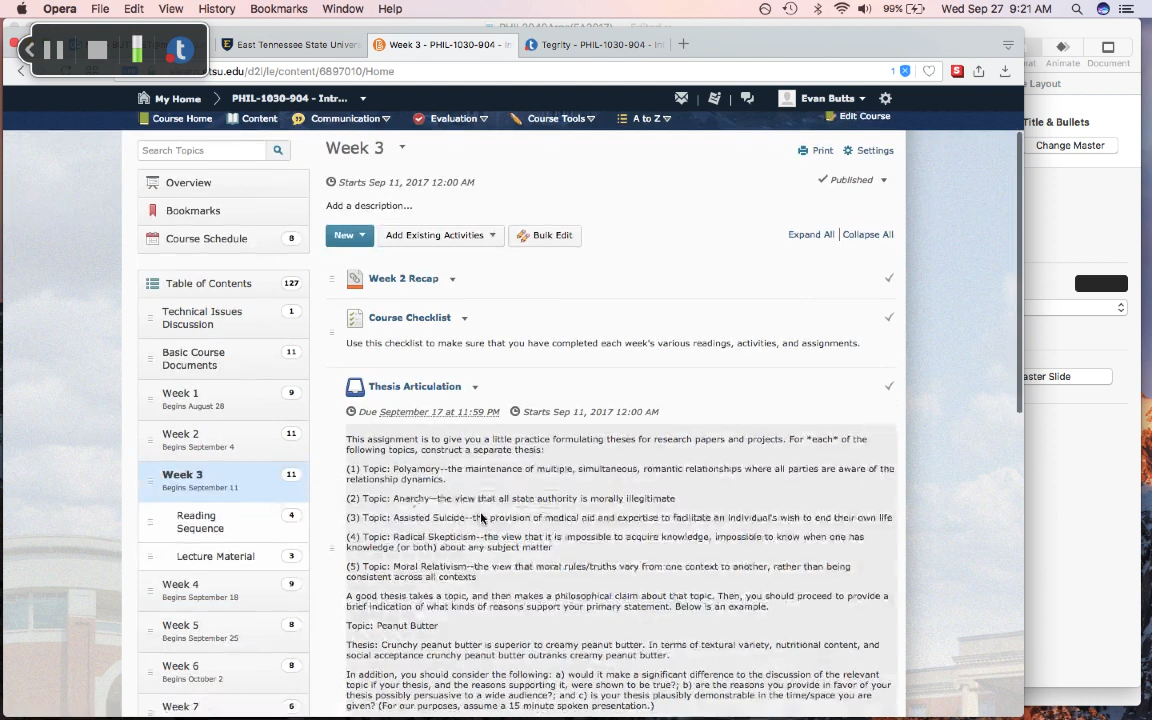 Opera File Edit View History Bookmarks Window Help 99% Wed Sep 27 9:21 AM
East Tennessee State Univer
Week 3 - PHIL-1030-904 - In
Tegrity - PHIL-1030-904 - In
tsu.edu/d2l/le/content/6897010/Home
1
Animate Document
Layout
Title & Bullets
Change Master
aster Slide
My Home PHIL-1030-904 - Intr... Evan Butts
Course Home Content Communication Evaluation Course Tools A to Z Edit Course
Search Topics
Overview
Bookmarks
Course Schedule 8
Table of Contents 127
Technical Issues Discussion 1
Basic Course Documents 11
Week 1 9
Begins August 28
Week 2 11
Begins September 4
Week 3 11
Begins September 11
Reading Sequence 4
Lecture Material 3
Week 4 9
Begins September 18
Week 5 8
Begins September 25
Week 6 8
Begins October 2
Week 7 6
Week 3
Print Settings
Starts Sep 11, 2017 12:00 AM
Published
Add a description...
New Add Existing Activities Bulk Edit
Expand All Collapse All
Week 2 Recap
Course Checklist
Use this checklist to make sure that you have completed each week's various readings, activities, and assignments.
Thesis Articulation
Due September 17 at 11:59 PM Starts Sep 11, 2017 12:00 AM
This assignment is to give you a little practice formulating theses for research papers and projects. For *each* of the
following topics, construct a separate thesis:
(1) Topic: Polyamory--the maintenance of multiple, simultaneous, romantic relationships where all parties are aware of the
relationship dynamics.
(2) Topic: Anarchy—the view that all state authority is morally illegitimate
(3) Topic: Assisted Suicide--the provision of medical aid and expertise to facilitate an individual's wish to end their own life
(4) Topic: Radical Skepticism--the view that it is impossible to acquire knowledge, impossible to know when one has
knowledge (or both) about any subject matter
(5) Topic: Moral Relativism--the view that moral rules/truths vary from one context to another, rather than being
consistent across all contexts
A good thesis takes a topic, and then makes a philosophical claim about that topic. Then, you should proceed to provide a
brief indication of what kinds of reasons support your primary statement. Below is an example.
Topic: Peanut Butter
Thesis: Crunchy peanut butter is superior to creamy peanut butter. In terms of textural variety, nutritional content, and
social acceptance crunchy peanut butter outranks creamy peanut butter.
In addition, you should consider the following: a) would it make a significant difference to the discussion of the relevant
topic if your thesis, and the reasons supporting it, were shown to be true?; b) are the reasons you provide in favor of your
thesis possibly persuasive to a wide audience?; and c) is your thesis plausibly demonstrable in the time/space you are
given? (For our purposes, assume a 15 minute spoken presentation.)